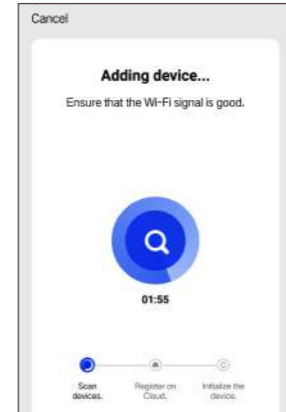 Cancel
Adding device...
Ensure that the Wi-Fi signal is good.
01:55
Scan
devices.
Register on
Cloud.
Initialize the
device.